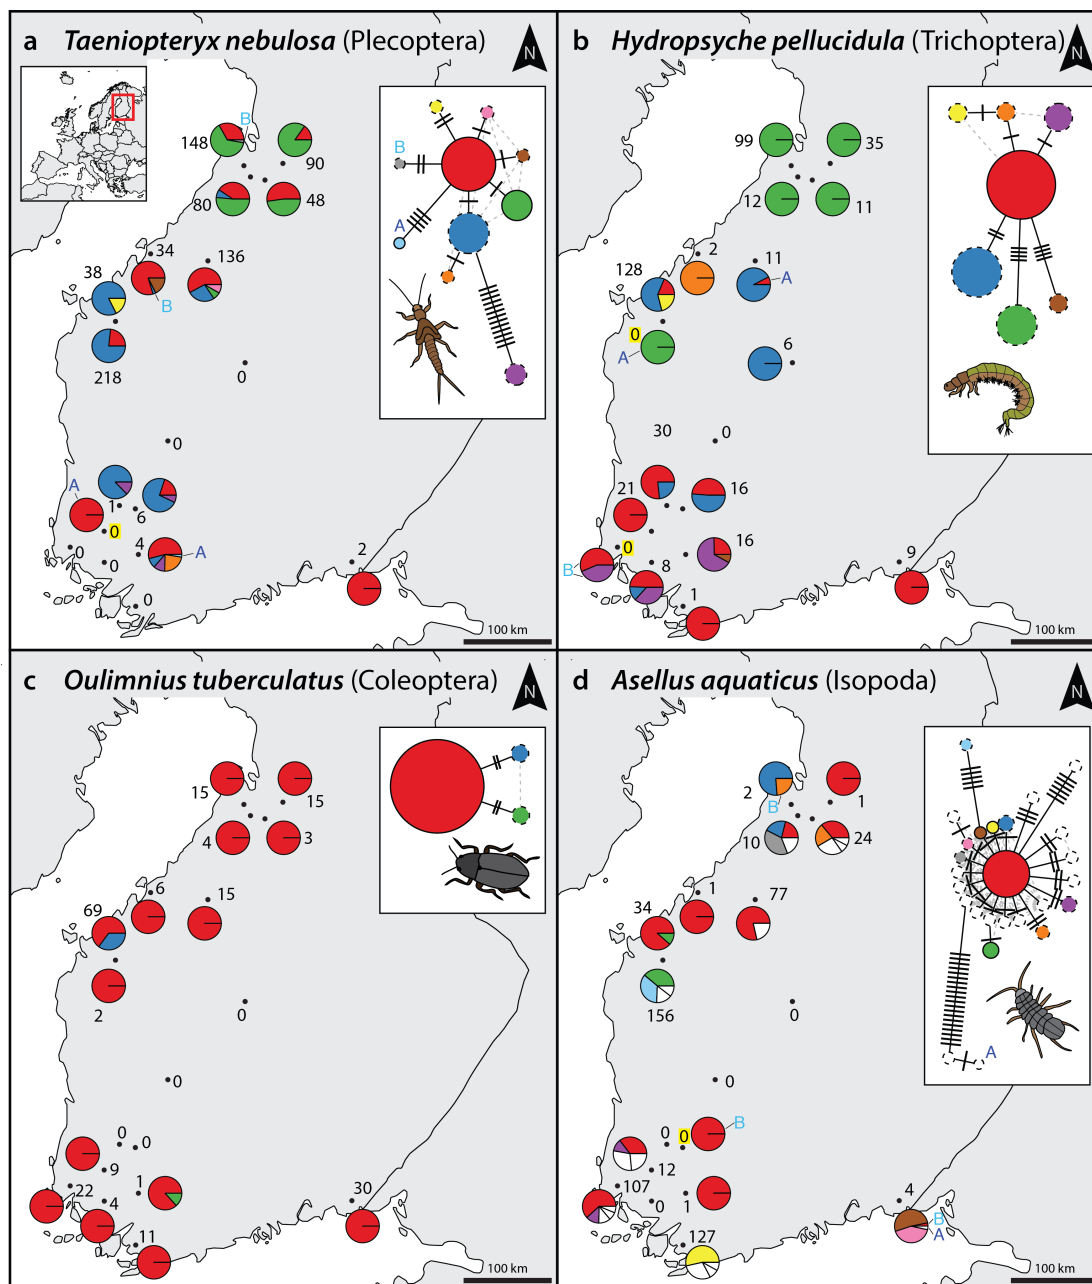 a Taeniopteryx nebulosa (Plecoptera)
N
B
148
90
80
48
34
136
38
B
218
0
0
A
1
6
0
0
4
A
0
0
2
100 km
B
A
b Hydropsyche pellucidula (Trichoptera)
N
99
35
12
11
2
11
128
A
0
A
6
30
0
21
16
0
16
B
8
9
1
100 km
c Oulimnius tuberculatus (Coleoptera)
N
15
15
4
3
6
15
69
2
0
0
0
0
9
1
22
4
30
11
100 km
d Asellus aquaticus (Isopoda)
N
2
B
1
10
24
1
77
34
156
0
0
0
0
B
12
107
0
1
4
B
A
127
100 km
A